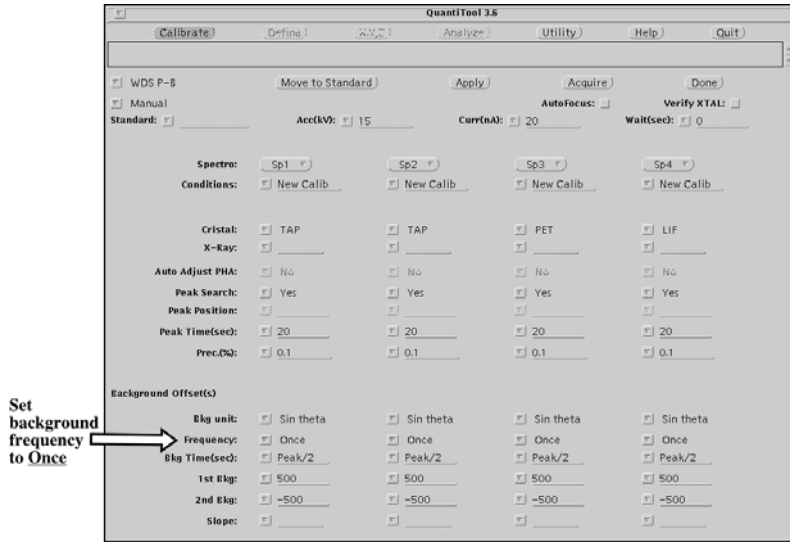 QuantiTool 3.6
Calibrate Define X,Y,Z Analyze Utility Help Quit
WDS P-B Move to Standard Apply Acquire Done
Manual AutoFocus: Verify XTAL:
Standard: Acc(kV): 15 Curr(nA): 20 Wait(sec): 0
Spectro: Sp1 Sp2 Sp3 Sp4
Conditions: New Calib New Calib New Calib New Calib
Cristal: TAP TAP PET LIF
X-Ray:
Auto Adjust PHA: No No No No
Peak Search: Yes Yes Yes Yes
Peak Position:
Peak Time(sec): 20 20 20 20
Prec.(%): 0.1 0.1 0.1 0.1
Background Offset(s)
Bkg unit: Sin theta Sin theta Sin theta Sin theta
Frequency: Once Once Once Once
Bkg Time(sec): Peak/2 Peak/2 Peak/2 Peak/2
1st Bkg: 500 500 500 500
2nd Bkg: -500 -500 -500 -500
Slope:
Set
background
frequency
to Once